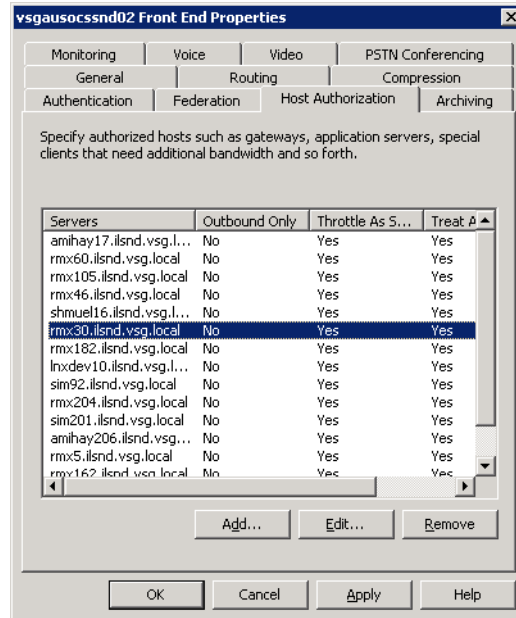 vsgausocssnd02 Front End Properties
Monitoring Voice Video PSTN Conferencing
General Routing Compression
Authentication Federation Host Authorization Archiving
Specify authorized hosts such as gateways, application servers, special
clients that need additional bandwidth and so forth.
Servers Outbound Only Throttle As S... Treat A
amihay17.ilsnd.vsg.l... No Yes Yes
rmx60.ilsnd.vsg.local No Yes Yes
rmx105.ilsnd.vsg.local No Yes Yes
rmx46.ilsnd.vsg.local No Yes Yes
shmuel16.ilsnd.vsg.l... No Yes Yes
rmx30.ilsnd.vsg.local No Yes Yes
rmx182.ilsnd.vsg.local No Yes Yes
lnxdev10.ilsnd.vsg.l... No Yes Yes
sim92.ilsnd.vsg.local No Yes Yes
rmx204.ilsnd.vsg.local No Yes Yes
sim201.ilsnd.vsg.local No Yes Yes
amihay206.ilsnd.vsg... No Yes Yes
rmx5.ilsnd.vsg.local No Yes Yes
rmx162.ilsnd.vsg.local No Yes Yes
Add... Edit... Remove
OK Cancel Apply Help